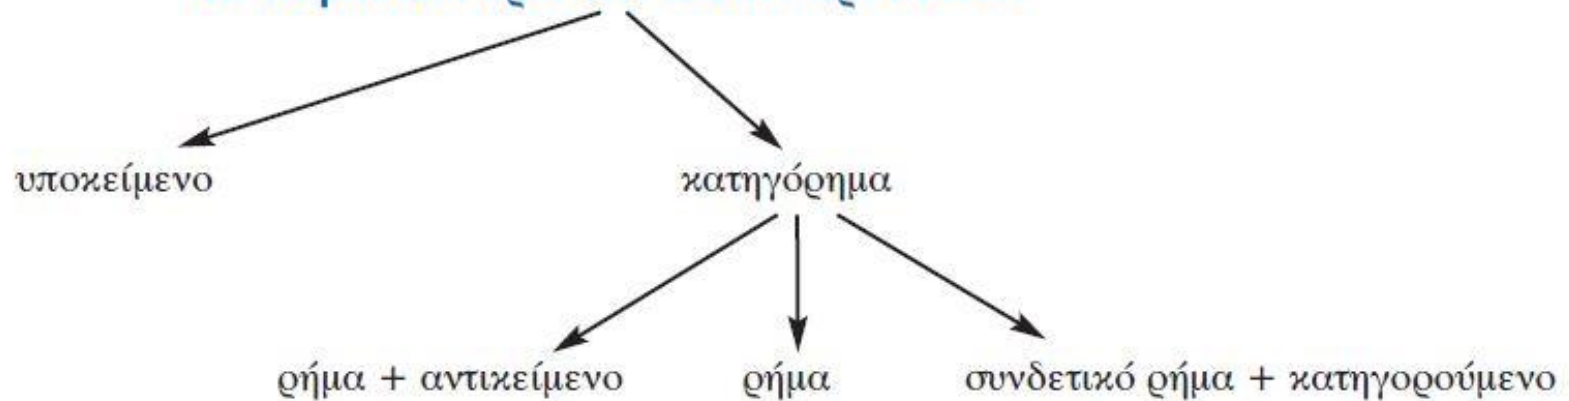 υποκείμενο κατηγόρημα
ρήμα + αντικείμενο ρήμα συνδετικό ρήμα + κατηγορούμενο